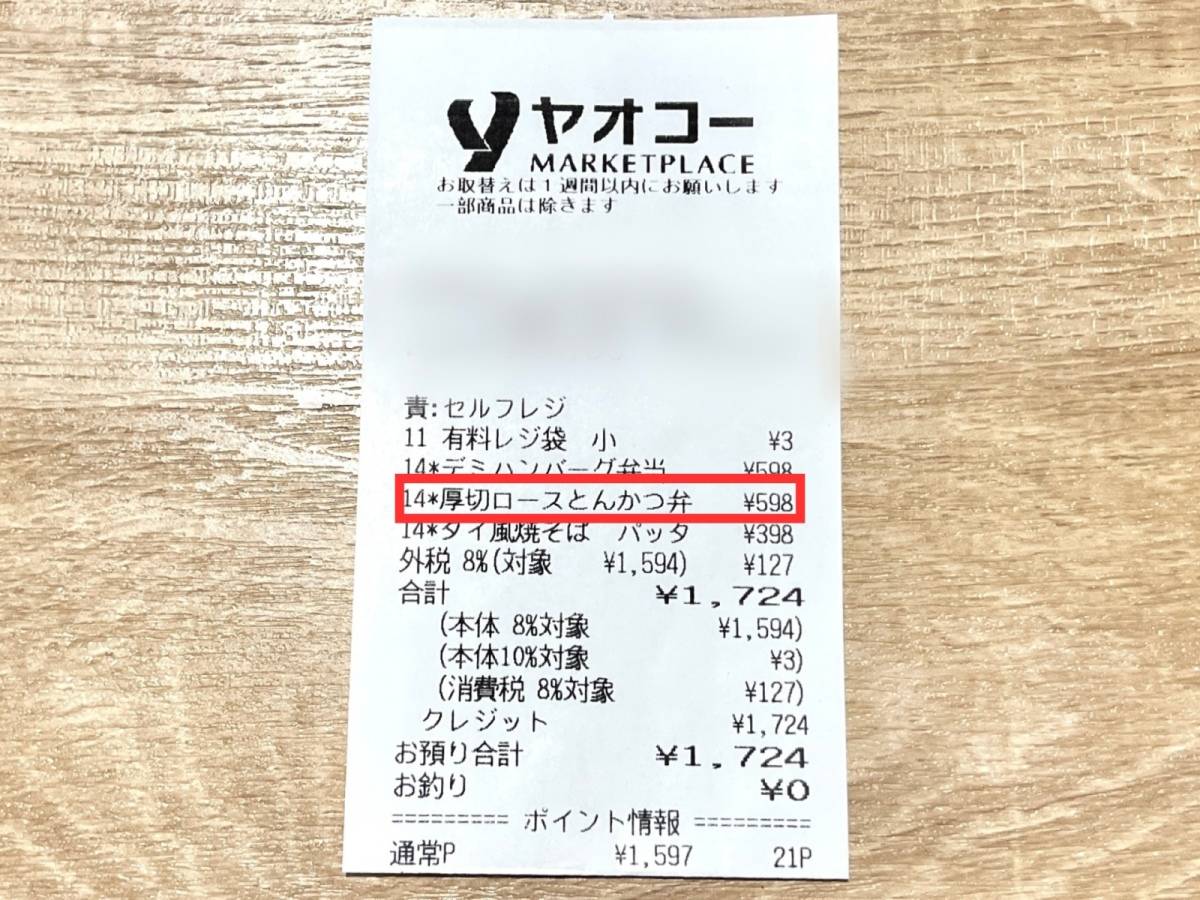 y ヤオコー
MARKETPLACE
お取替えは1週間以内にお願いします
一部商品は除きます
責:セルフレジ
11 有料レジ袋 小 ¥3
14*デミハンバーグ弁当 ¥598
14*厚切ロースとんかつ弁 ¥598
14*タイ風焼そば パッタ ¥398
外税 8%(対象 ¥1,594) ¥127
合計 ¥1,724
(本体 8%対象 ¥1,594)
(本体10%対象 ¥3)
(消費税 8%対象 ¥127)
クレジット ¥1,724
お預り合計 ¥1,724
お釣り ¥0
========= ポイント情報 =========
通常P ¥1,597 21P